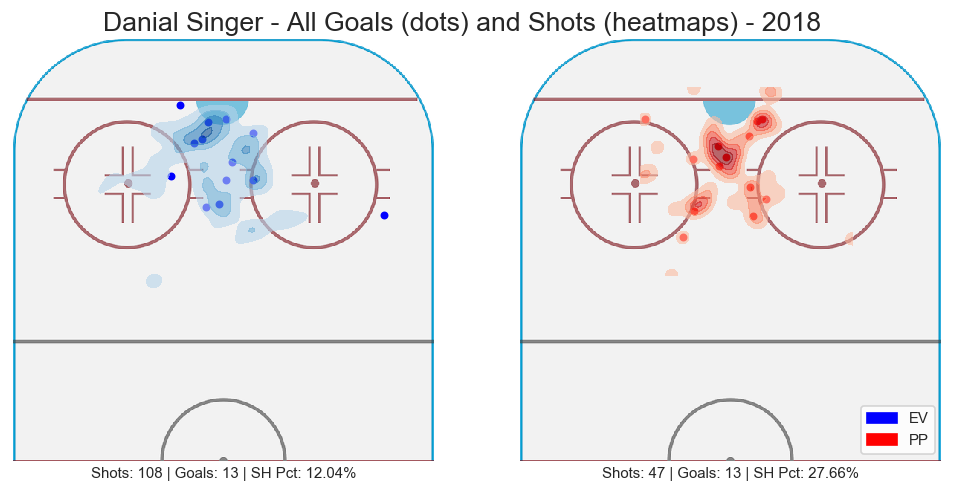 Danial Singer - All Goals (dots) and Shots (heatmaps) - 2018
EV
PP
Shots: 108 | Goals: 13 | SH Pct: 12.04%
Shots: 47 | Goals: 13 | SH Pct: 27.66%